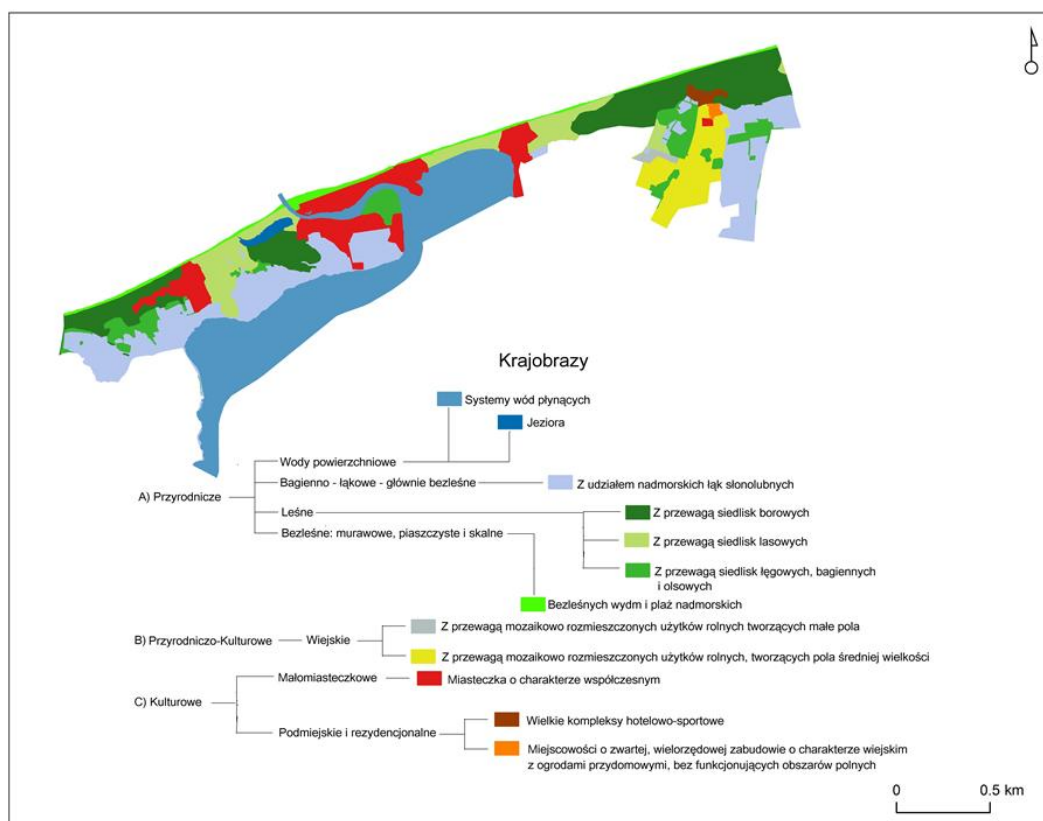 Krajobrazy
Systemy wód płynących
Jeziora
Wody powierzchniowe
Bagienno - łąkowe - głównie bezleśne
Z udziałem nadmorskich łąk słonolubnych
A) Przyrodnicze
Leśne
Z przewagą siedlisk borowych
Bezleśne: murawowe, piaszczyste i skalne
Z przewagą siedlisk lasowych
Z przewagą siedlisk łęgowych, bagiennych
i olsowych
Bezleśnych wydm i plaż nadmorskich
Z przewagą mozaikowo rozmieszczonych użytków rolnych tworzących małe pola
B) Przyrodniczo-Kulturowe
Wiejskie
Z przewagą mozaikowo rozmieszczonych użytków rolnych, tworzących pola średniej wielkości
Małomiasteczkowe
Miasteczka o charakterze współczesnym
C) Kulturowe
Wielkie kompleksy hotelowo-sportowe
Podmiejskie i rezydencjonalne
Miejscowości o zwartej, wielorzędowej zabudowie o charakterze wiejskim
z ogrodami przydomowymi, bez funkcjonujących obszarów polnych
0 0.5 km